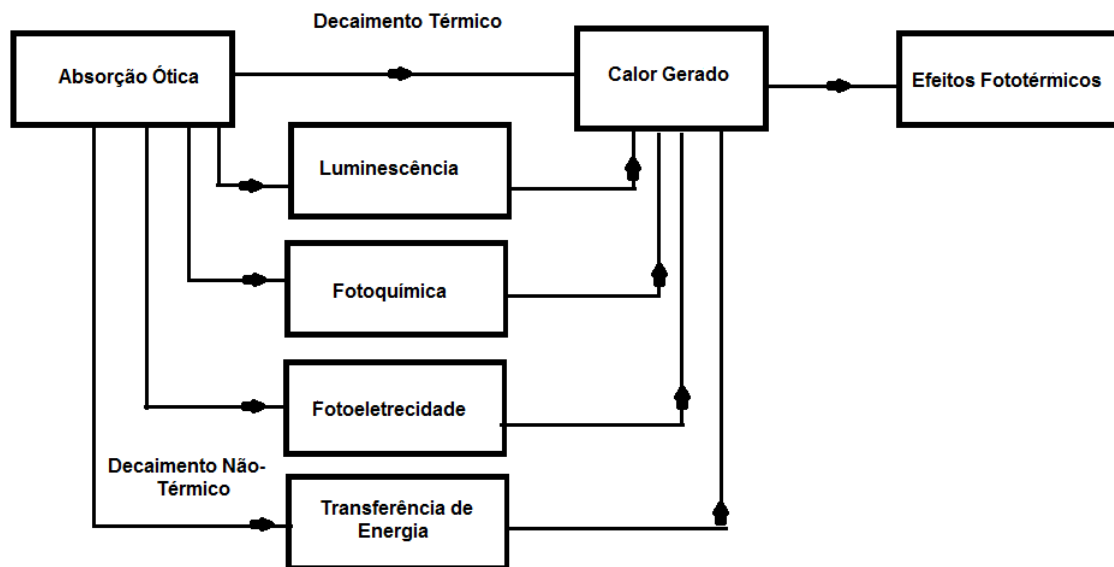 Decaimento Térmico
Absorção Ótica
Calor Gerado
Efeitos Fototérmicos
Luminescência
Fotoquímica
Fotoeletrecidade
Decaimento Não-
Térmico
Transferência de
Energia